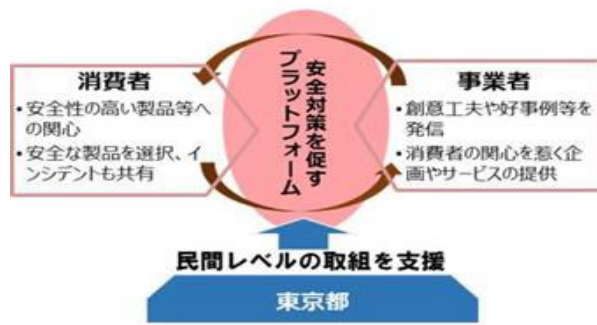 消費者
・安全性の高い製品等へ
の関心
・安全な製品を選択、イ
ンシデントも共有
安全対策を促す
プラットフォーム
事業者
・創意工夫や好事例等を
発信
・消費者の関心を惹く企
画やサービスの提供
民間レベルの取組を支援
東京都